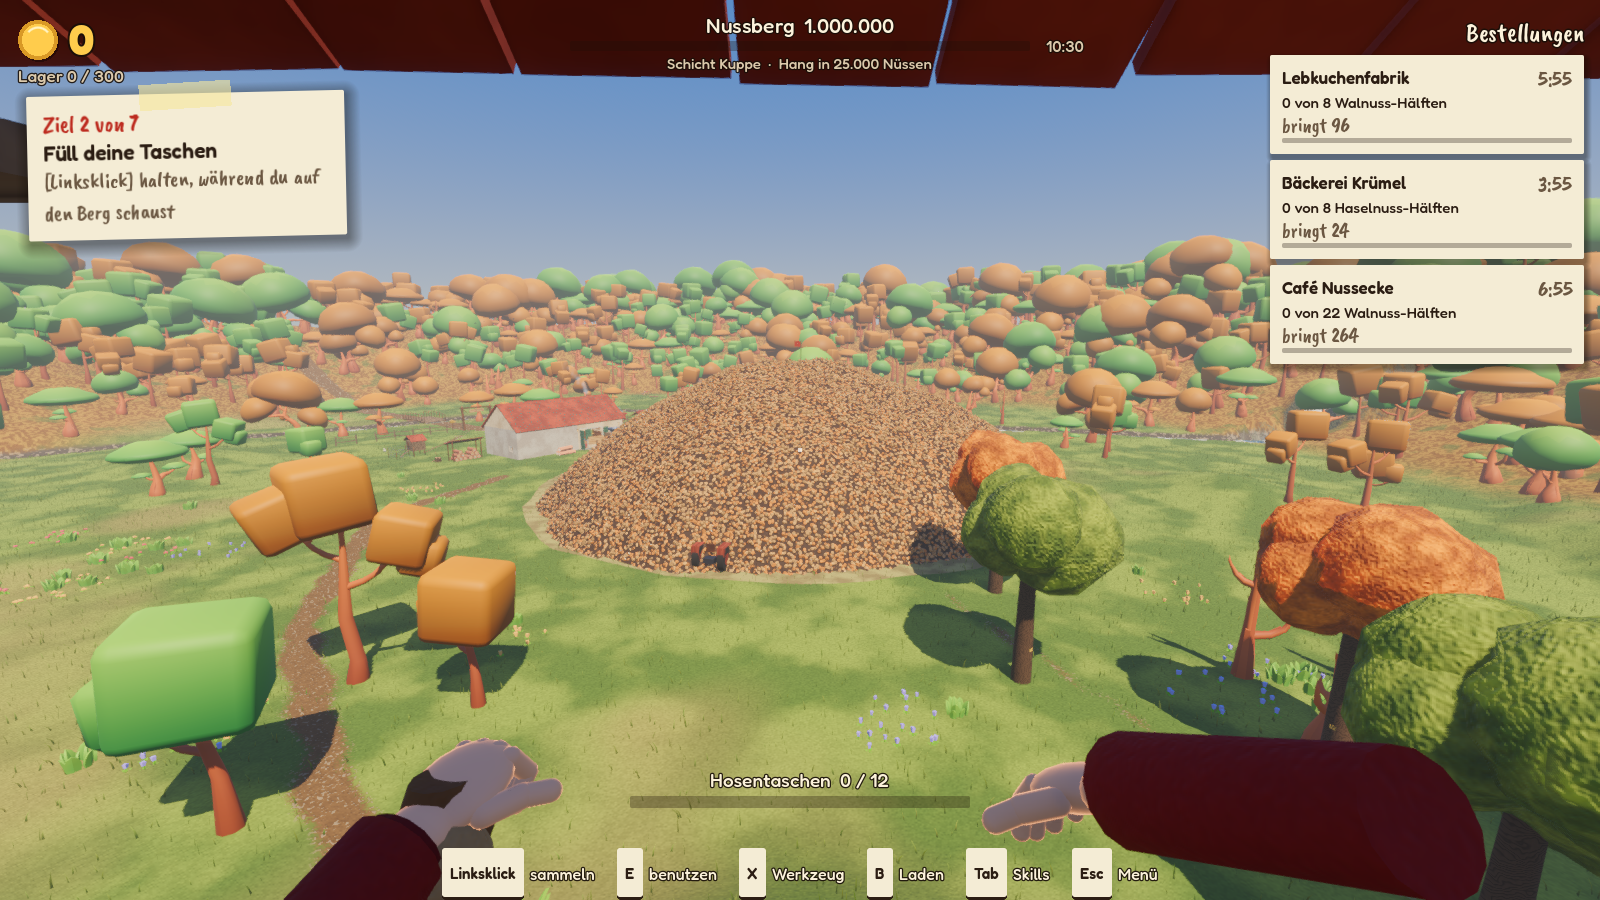 0
Lager 0 / 300
Ziel 2 von 7
Füll deine Taschen
[Linksklick] halten, während du auf
den Berg schaust
Nussberg 1.000.000
10:30
Schicht Kuppe · Hang in 25.000 Nüssen
Bestellungen
Lebkuchenfabrik 5:55
0 von 8 Walnuss-Hälften
bringt 96
Bäckerei Krümel 3:55
0 von 8 Haselnuss-Hälften
bringt 24
Café Nussecke 6:55
0 von 22 Walnuss-Hälften
bringt 264
Hosentaschen 0 / 12
Linksklick sammeln E benutzen X Werkzeug B Laden Tab Skills Esc Menü